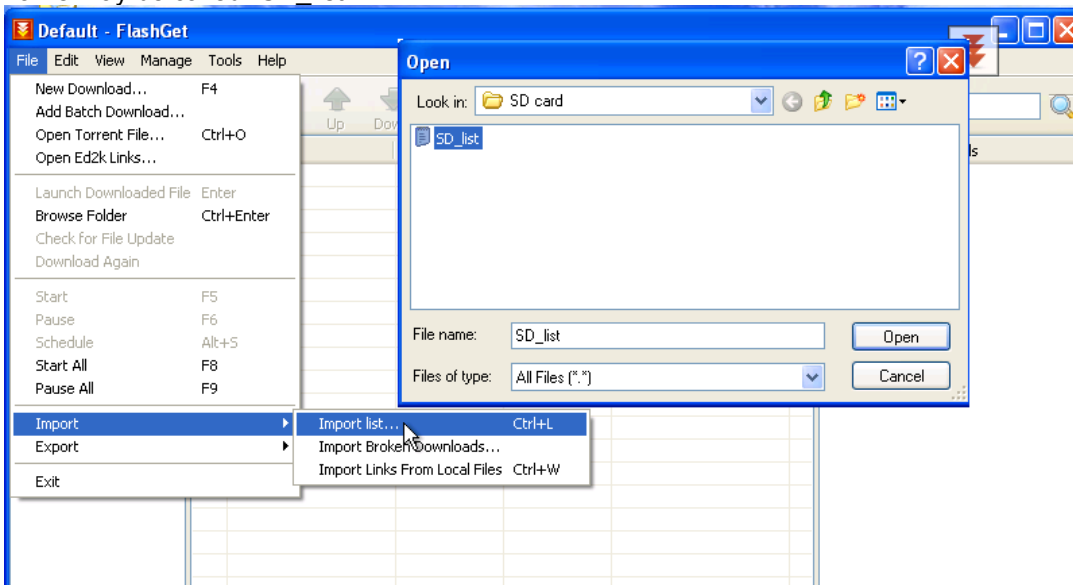 Default - FlashGet
File Edit View Manage Tools Help
New Download... F4
Add Batch Download...
Open Torrent File... Ctrl+O
Open Ed2k Links...
Launch Downloaded File Enter
Browse Folder Ctrl+Enter
Check for File Update
Download Again
Start F5
Pause F6
Schedule Alt+S
Start All F8
Pause All F9
Import
Export
Exit
Import list... Ctrl+L
Import Broken Downloads...
Import Links From Local Files Ctrl+W
Up
Open
Look in: SD card
SD_list
File name: SD_list
Open
Files of type: All Files (*.*)
Cancel